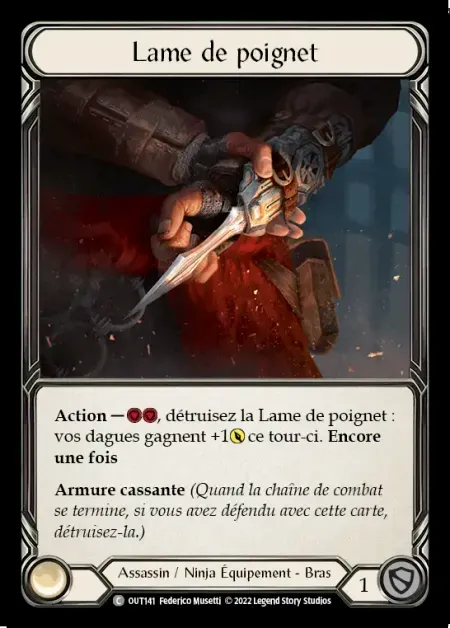 Lame de poignet
Action — , détruisez la Lame de poignet :
vos dagues gagnent +1 ce tour-ci. Encore
une fois
Armure cassante (Quand la chaîne de combat
se termine, si vous avez défendu avec cette carte,
détruisez-la.)
Assassin / Ninja Équipement - Bras
1
C OUT141 Federico Musetti © 2022 Legend Story Studios